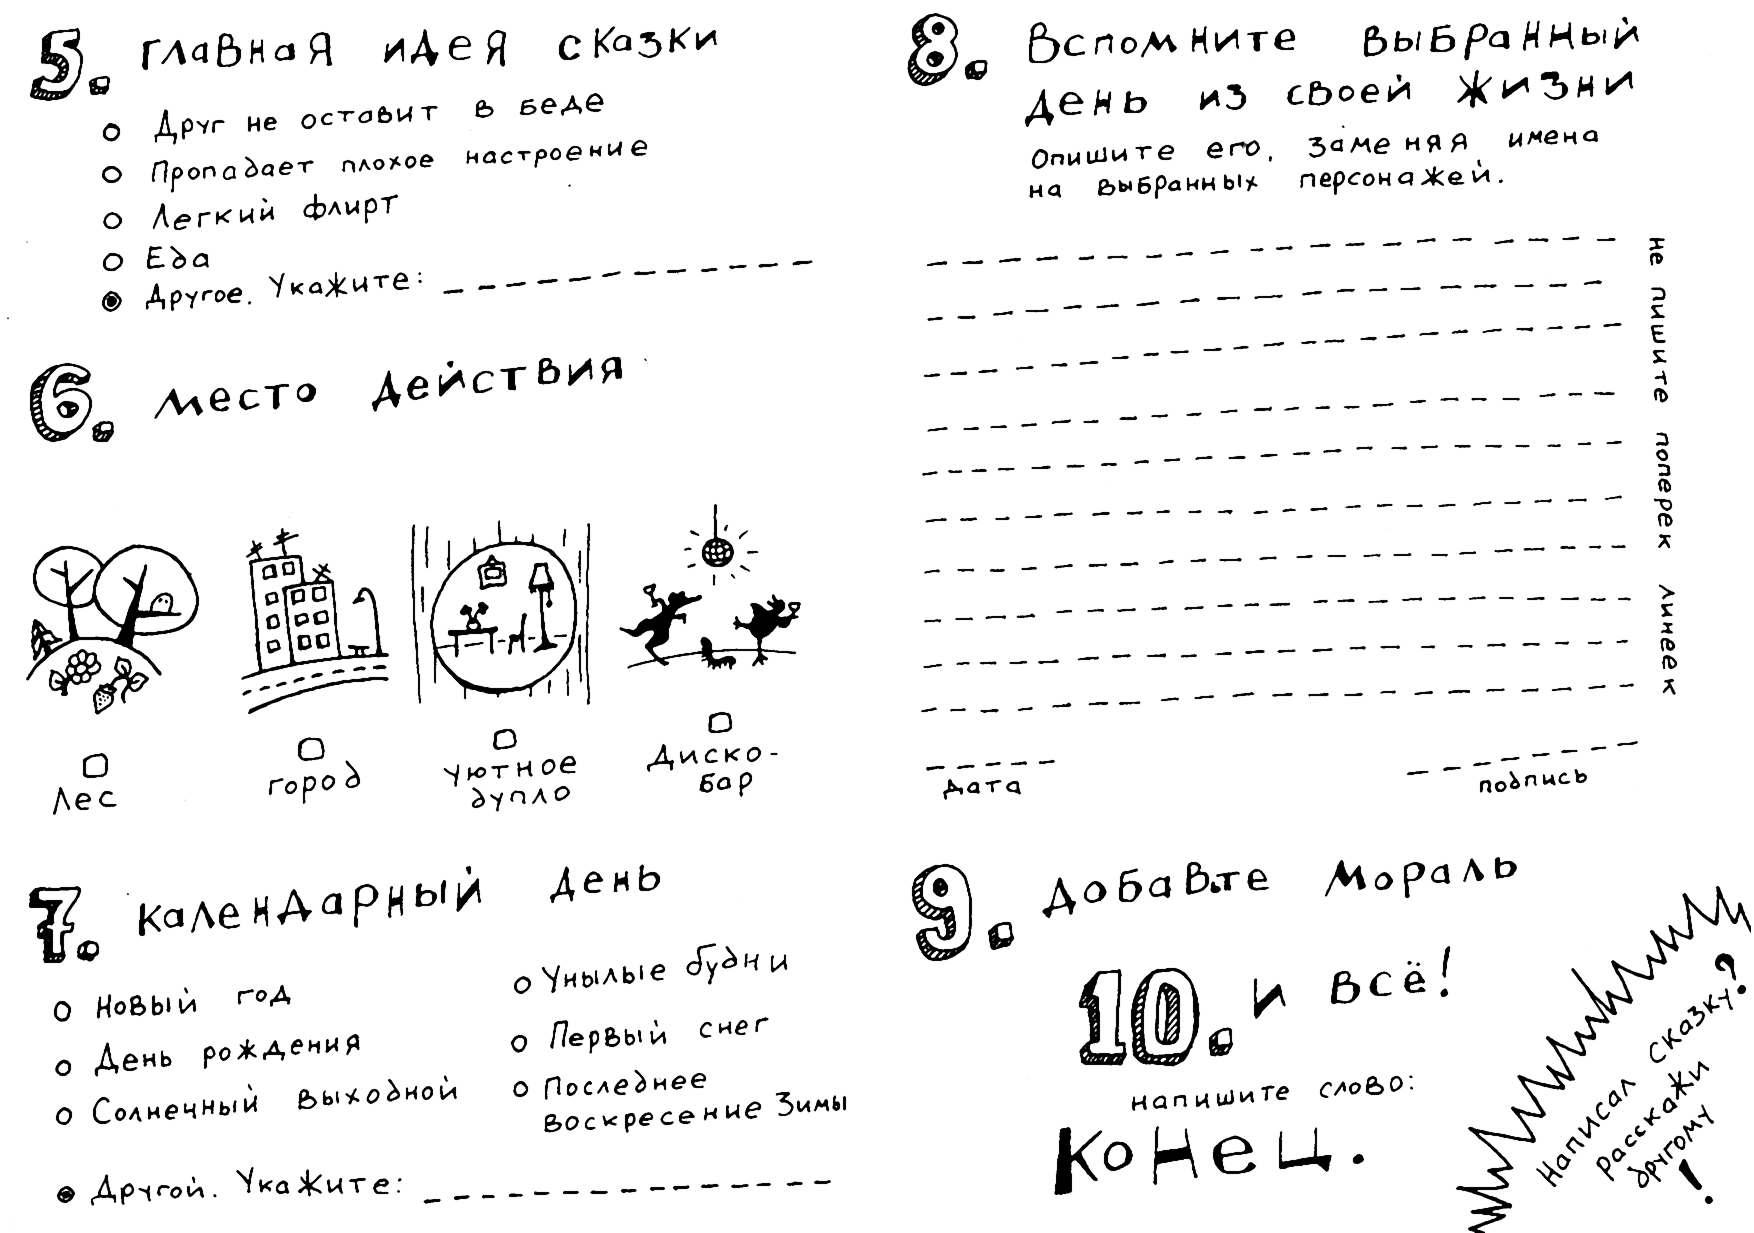 5. Главная идея сказки
Друг не оставит в беде
Пропадает плохое настроение
Легкий флирт
Еда
Другое. Укажите:
6. Место действия
Лес
город
уютное
дупло
Диско-
бар
7. Календарный день
Новый год
День рождения
Солнечный выходной
Унылые будни
Первый снег
Последнее
воскресение зимы
Другой. Укажите:
8. Вспомните выбранный
день из своей жизни
Опишите его, заменяя имена
на выбранных персонажей.
не пишите поперек линеек
дата
подпись
9. Добавьте мораль
10. и всё!
напишите слово:
Конец.
Написал сказку?
Расскажи
другому
!